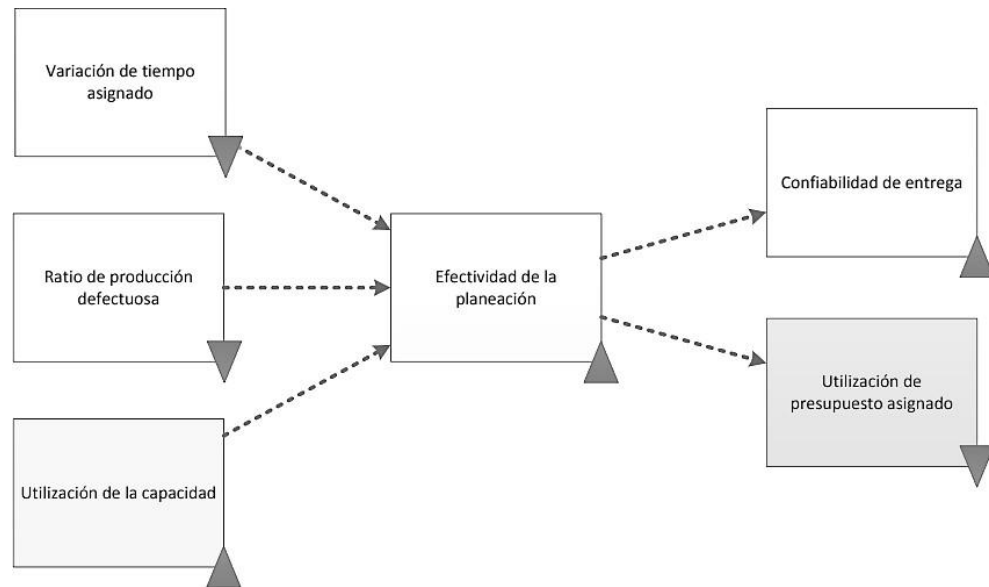 Variación de tiempo
asignado
Ratio de producción
defectuosa
Utilización de la capacidad
Efectividad de la
planeación
Confiabilidad de entrega
Utilización de
presupuesto asignado